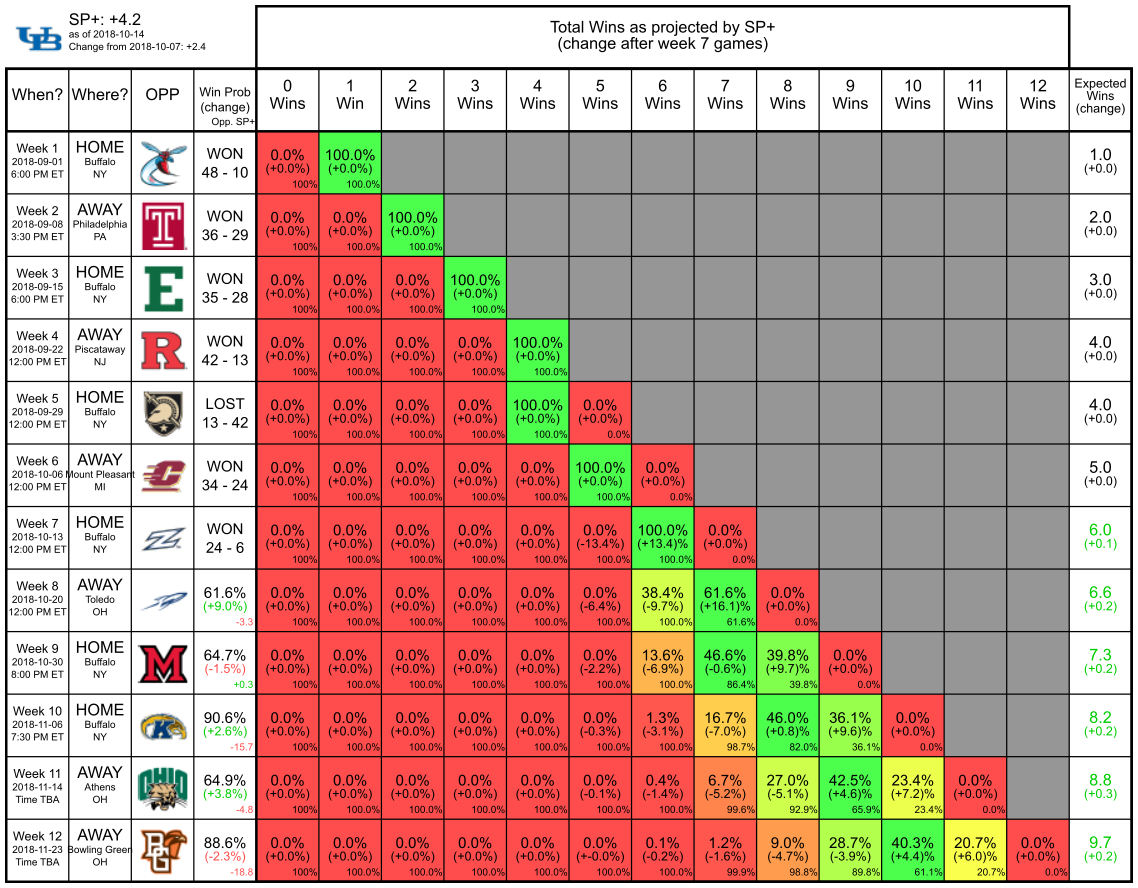 SP+: +4.2
as of 2018-10-14
Change from 2018-10-07: +2.4
UB
Total Wins as projected by SP+
(change after week 7 games)
When? Where? OPP Win Prob (change) Opp. SP+ 0 Wins 1 Win 2 Wins 3 Wins 4 Wins 5 Wins 6 Wins 7 Wins 8 Wins 9 Wins 10 Wins 11 Wins 12 Wins Expected Wins (change)
Week 1 HOME WON 0.0% 100.0% 1.0
2018-09-01 Buffalo (+0.0%) (+0.0%) (+0.0)
6:00 PM ET NY 48 - 10 100% 100.0%
Week 2 AWAY T WON 0.0% 0.0% 100.0% 2.0
2018-09-08 Philadelphia (+0.0%) (+0.0%) (+0.0%) (+0.0)
3:30 PM ET PA 36 - 29 100% 100.0% 100.0%
Week 3 HOME E WON 0.0% 0.0% 0.0% 100.0% 3.0
2018-09-15 Buffalo (+0.0%) (+0.0%) (+0.0%) (+0.0%) (+0.0)
6:00 PM ET NY 35 - 28 100% 100.0% 100.0% 100.0%
Week 4 AWAY R WON 0.0% 0.0% 0.0% 0.0% 100.0% 4.0
2018-09-22 Piscataway (+0.0%) (+0.0%) (+0.0%) (+0.0%) (+0.0%) (+0.0)
12:00 PM ET NJ 42 - 13 100% 100.0% 100.0% 100.0% 100.0%
Week 5 HOME LOST 0.0% 0.0% 0.0% 0.0% 100.0% 0.0% 4.0
2018-09-29 Buffalo (+0.0%) (+0.0%) (+0.0%) (+0.0%) (+0.0%) (+0.0%) (+0.0)
12:00 PM ET NY 13 - 42 100% 100.0% 100.0% 100.0% 100.0% 0.0%
Week 6 AWAY C WON 0.0% 0.0% 0.0% 0.0% 0.0% 100.0% 0.0% 5.0
2018-10-06 Mount Pleasant (+0.0%) (+0.0%) (+0.0%) (+0.0%) (+0.0%) (+0.0%) (+0.0%) (+0.0)
12:00 PM ET MI 34 - 24 100% 100.0% 100.0% 100.0% 100.0% 100.0% 0.0%
Week 7 HOME Z WON 0.0% 0.0% 0.0% 0.0% 0.0% 0.0% 100.0% 0.0% 6.0
2018-10-13 Buffalo (+0.0%) (+0.0%) (+0.0%) (+0.0%) (+0.0%) (-13.4%) (+13.4)% (+0.0%) (+0.1)
12:00 PM ET NY 24 - 6 100% 100.0% 100.0% 100.0% 100.0% 100.0% 100.0% 0.0%
Week 8 AWAY 61.6% 0.0% 0.0% 0.0% 0.0% 0.0% 0.0% 38.4% 61.6% 0.0% 6.6
2018-10-20 Toledo (+9.0%) (+0.0%) (+0.0%) (+0.0%) (+0.0%) (+0.0%) (-6.4%) (-9.7%) (+16.1)% (+0.0%) (+0.2)
12:00 PM ET OH -3.3 100% 100.0% 100.0% 100.0% 100.0% 100.0% 100.0% 61.6% 0.0%
Week 9 HOME M 64.7% 0.0% 0.0% 0.0% 0.0% 0.0% 0.0% 13.6% 46.6% 39.8% 0.0% 7.3
2018-10-30 Buffalo (-1.5%) (+0.0%) (+0.0%) (+0.0%) (+0.0%) (+0.0%) (-2.2%) (-6.9%) (-0.6%) (+9.7)% (+0.0%) (+0.2)
8:00 PM ET NY +0.3 100% 100.0% 100.0% 100.0% 100.0% 100.0% 100.0% 86.4% 39.8% 0.0%
Week 10 HOME K 90.6% 0.0% 0.0% 0.0% 0.0% 0.0% 0.0% 1.3% 16.7% 46.0% 36.1% 0.0% 8.2
2018-11-06 Buffalo (+2.6%) (+0.0%) (+0.0%) (+0.0%) (+0.0%) (+0.0%) (-0.3%) (-3.1%) (-7.0%) (+0.8)% (+9.6)% (+0.0%) (+0.2)
7:30 PM ET NY -15.7 100% 100.0% 100.0% 100.0% 100.0% 100.0% 100.0% 98.7% 82.0% 36.1% 0.0%
Week 11 AWAY OHIO 64.9% 0.0% 0.0% 0.0% 0.0% 0.0% 0.0% 0.4% 6.7% 27.0% 42.5% 23.4% 0.0% 8.8
2018-11-14 Athens (+3.8%) (+0.0%) (+0.0%) (+0.0%) (+0.0%) (+0.0%) (-0.1%) (-1.4%) (-5.2%) (-5.1%) (+4.6)% (+7.2)% (+0.0%) (+0.3)
Time TBA OH -4.8 100% 100.0% 100.0% 100.0% 100.0% 100.0% 100.0% 99.6% 92.9% 65.9% 23.4% 0.0%
Week 12 AWAY BG 88.6% 0.0% 0.0% 0.0% 0.0% 0.0% 0.0% 0.1% 1.2% 9.0% 28.7% 40.3% 20.7% 0.0% 9.7
2018-11-23 Bowling Green (-2.3%) (+0.0%) (+0.0%) (+0.0%) (+0.0%) (+0.0%) (+-0.0%) (-0.2%) (-1.6%) (-4.7%) (-3.9%) (+4.4)% (+6.0)% (+0.0%) (+0.2)
Time TBA OH -18.8 100% 100.0% 100.0% 100.0% 100.0% 100.0% 100.0% 99.9% 98.8% 89.8% 61.1% 20.7% 0.0%